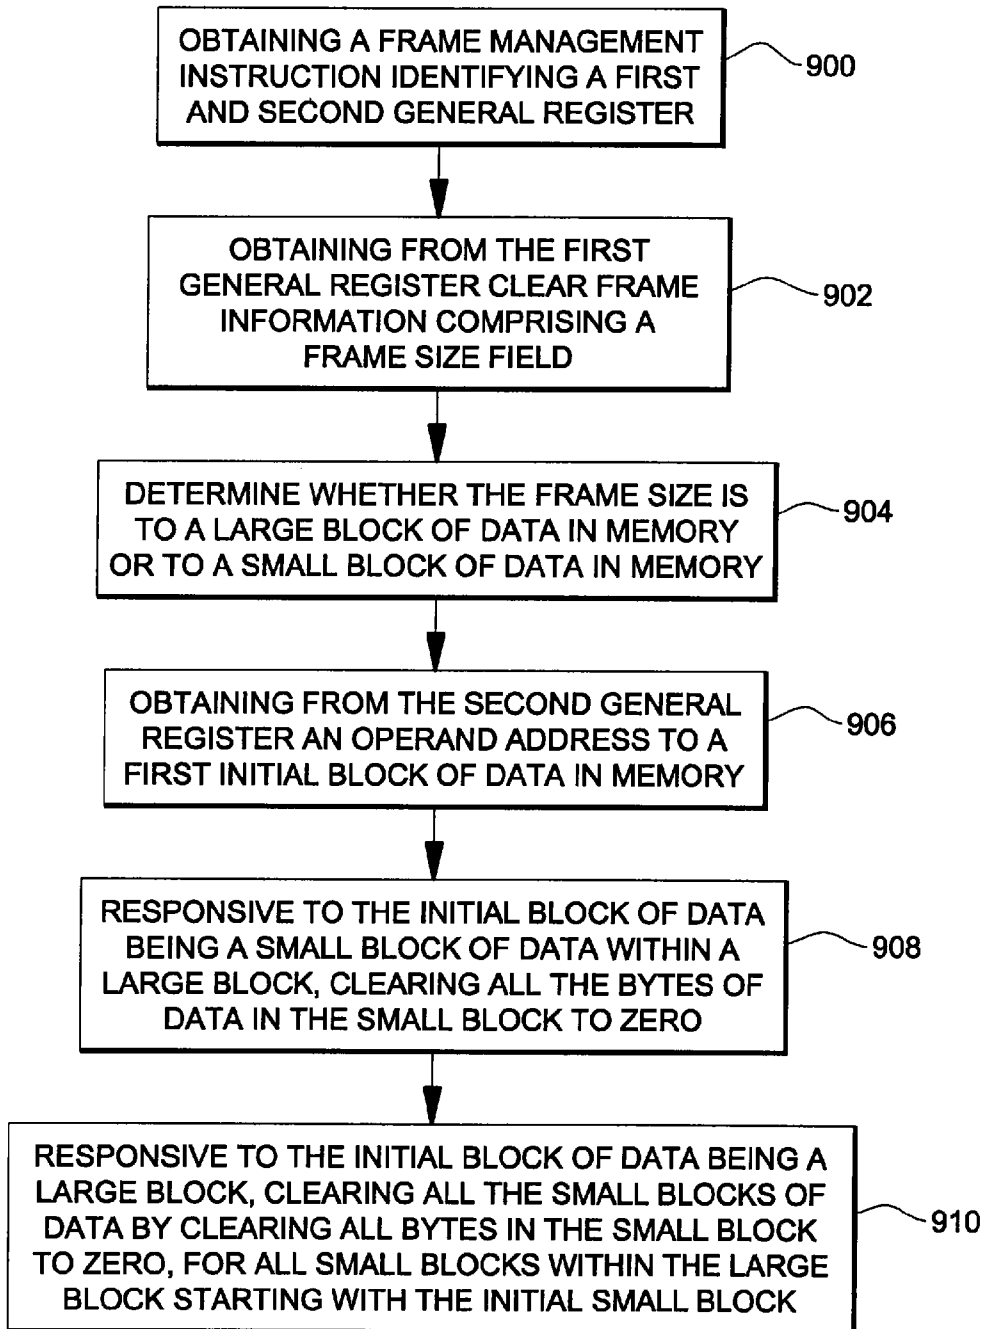 OBTAINING A FRAME MANAGEMENT
INSTRUCTION IDENTIFYING A FIRST
AND SECOND GENERAL REGISTER
900
OBTAINING FROM THE FIRST
GENERAL REGISTER CLEAR FRAME
INFORMATION COMPRISING A
FRAME SIZE FIELD
902
DETERMINE WHETHER THE FRAME SIZE IS
TO A LARGE BLOCK OF DATA IN MEMORY
OR TO A SMALL BLOCK OF DATA IN MEMORY
904
OBTAINING FROM THE SECOND GENERAL
REGISTER AN OPERAND ADDRESS TO A
FIRST INITIAL BLOCK OF DATA IN MEMORY
906
RESPONSIVE TO THE INITIAL BLOCK OF DATA
BEING A SMALL BLOCK OF DATA WITHIN A
LARGE BLOCK, CLEARING ALL THE BYTES OF
DATA IN THE SMALL BLOCK TO ZERO
908
RESPONSIVE TO THE INITIAL BLOCK OF DATA BEING A
LARGE BLOCK, CLEARING ALL THE SMALL BLOCKS OF
DATA BY CLEARING ALL BYTES IN THE SMALL BLOCK
TO ZERO, FOR ALL SMALL BLOCKS WITHIN THE LARGE
BLOCK STARTING WITH THE INITIAL SMALL BLOCK
910